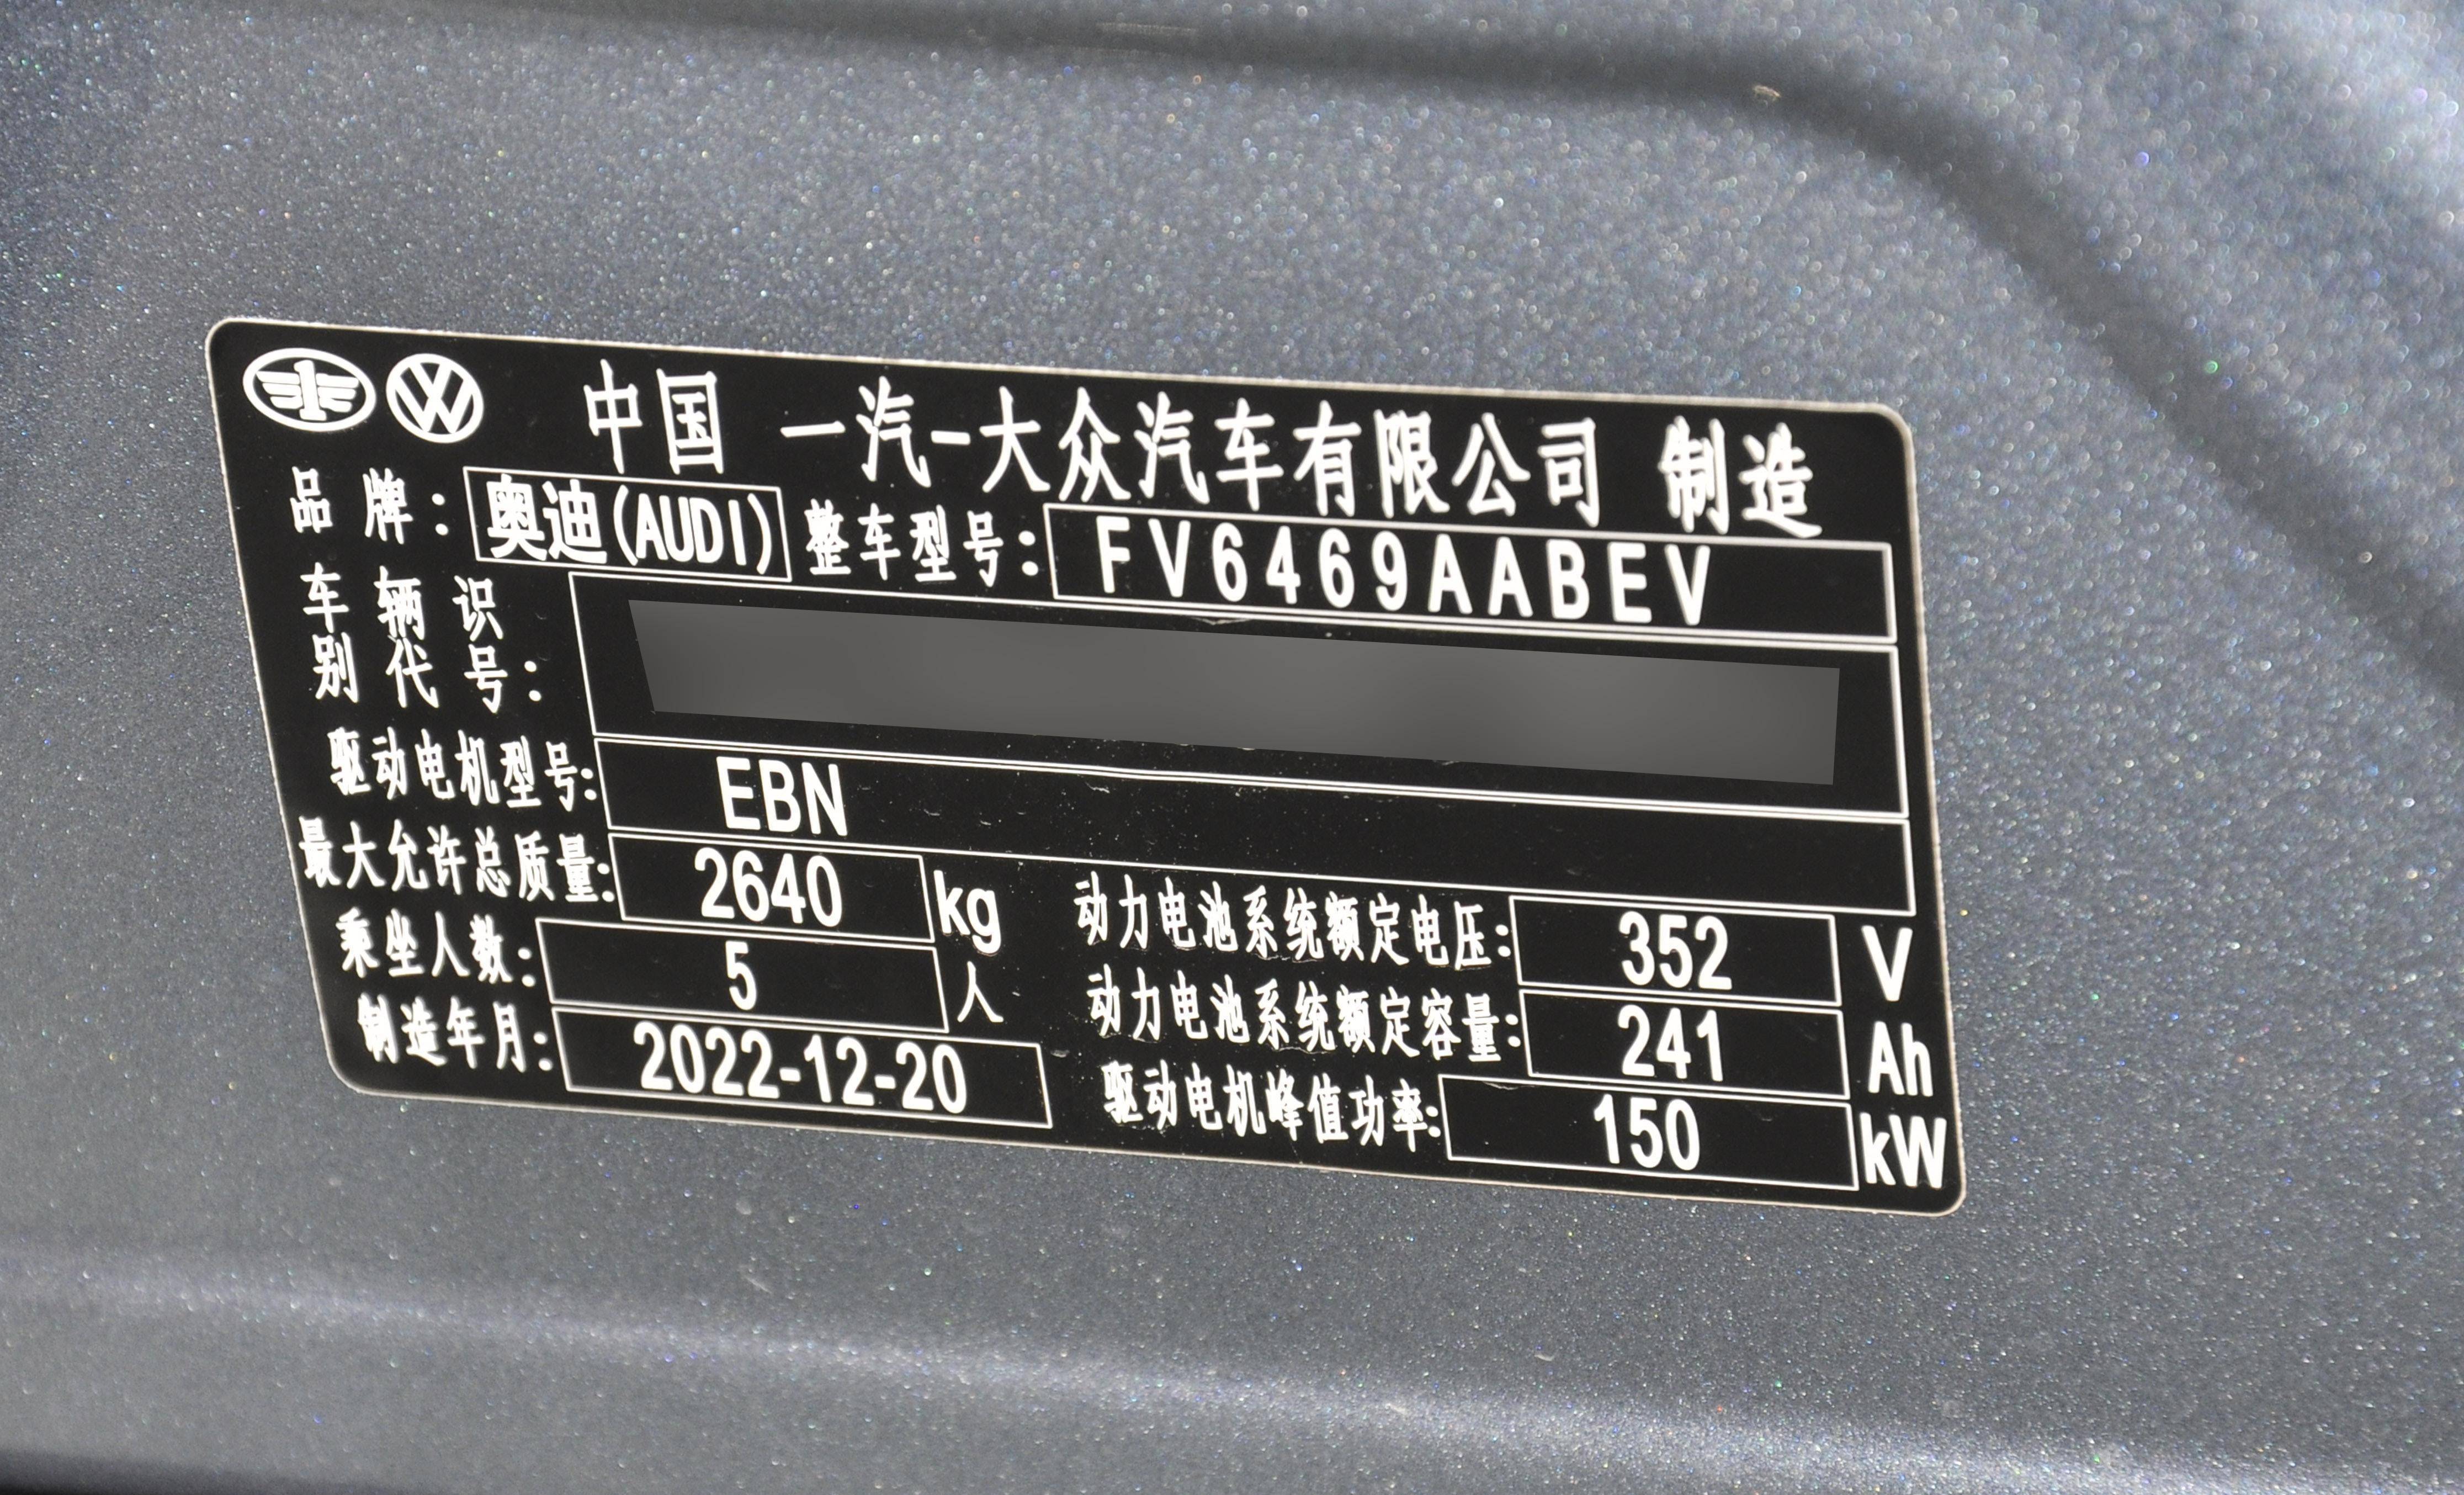 中国 一汽-大众汽车有限公司 制造
品牌: 奥迪(AUDI) 整车型号: FV6469AABEV
车辆识
别代号:
驱动电机型号: EBN
最大允许总质量: 2640 kg 动力电池系统额定电压: 352 V
乘坐人数: 5 人 动力电池系统额定容量: 241 Ah
制造年月: 2022-12-20 驱动电机峰值功率: 150 kW